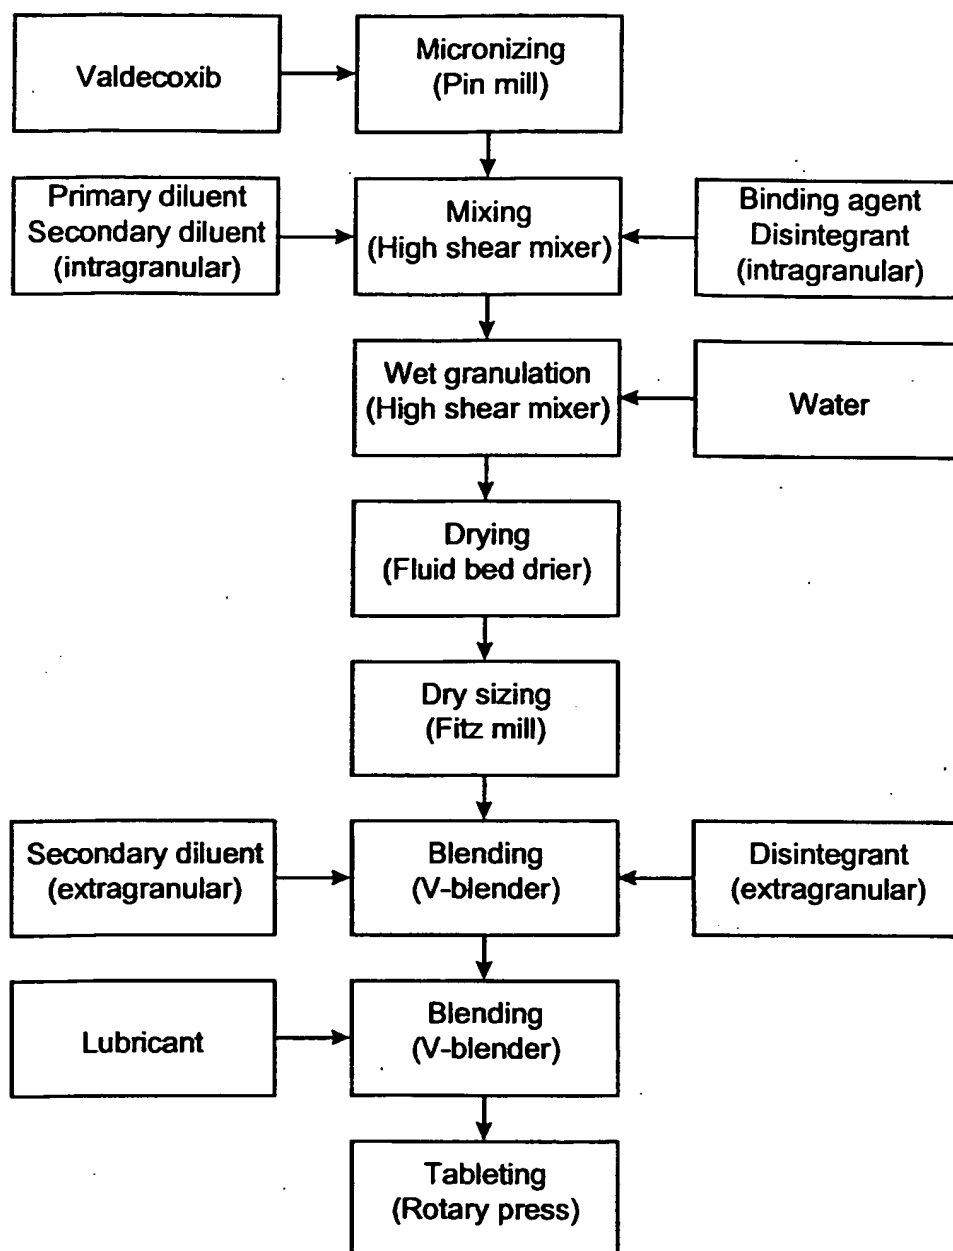 Valdecoxib
Micronizing
(Pin mill)
Primary diluent
Secondary diluent
(intragranular)
Mixing
(High shear mixer)
Binding agent
Disintegrant
(intragranular)
Wet granulation
(High shear mixer)
Water
Drying
(Fluid bed drier)
Dry sizing
(Fitz mill)
Secondary diluent
(extragranular)
Blending
(V-blender)
Disintegrant
(extragranular)
Lubricant
Blending
(V-blender)
Tableting
(Rotary press)